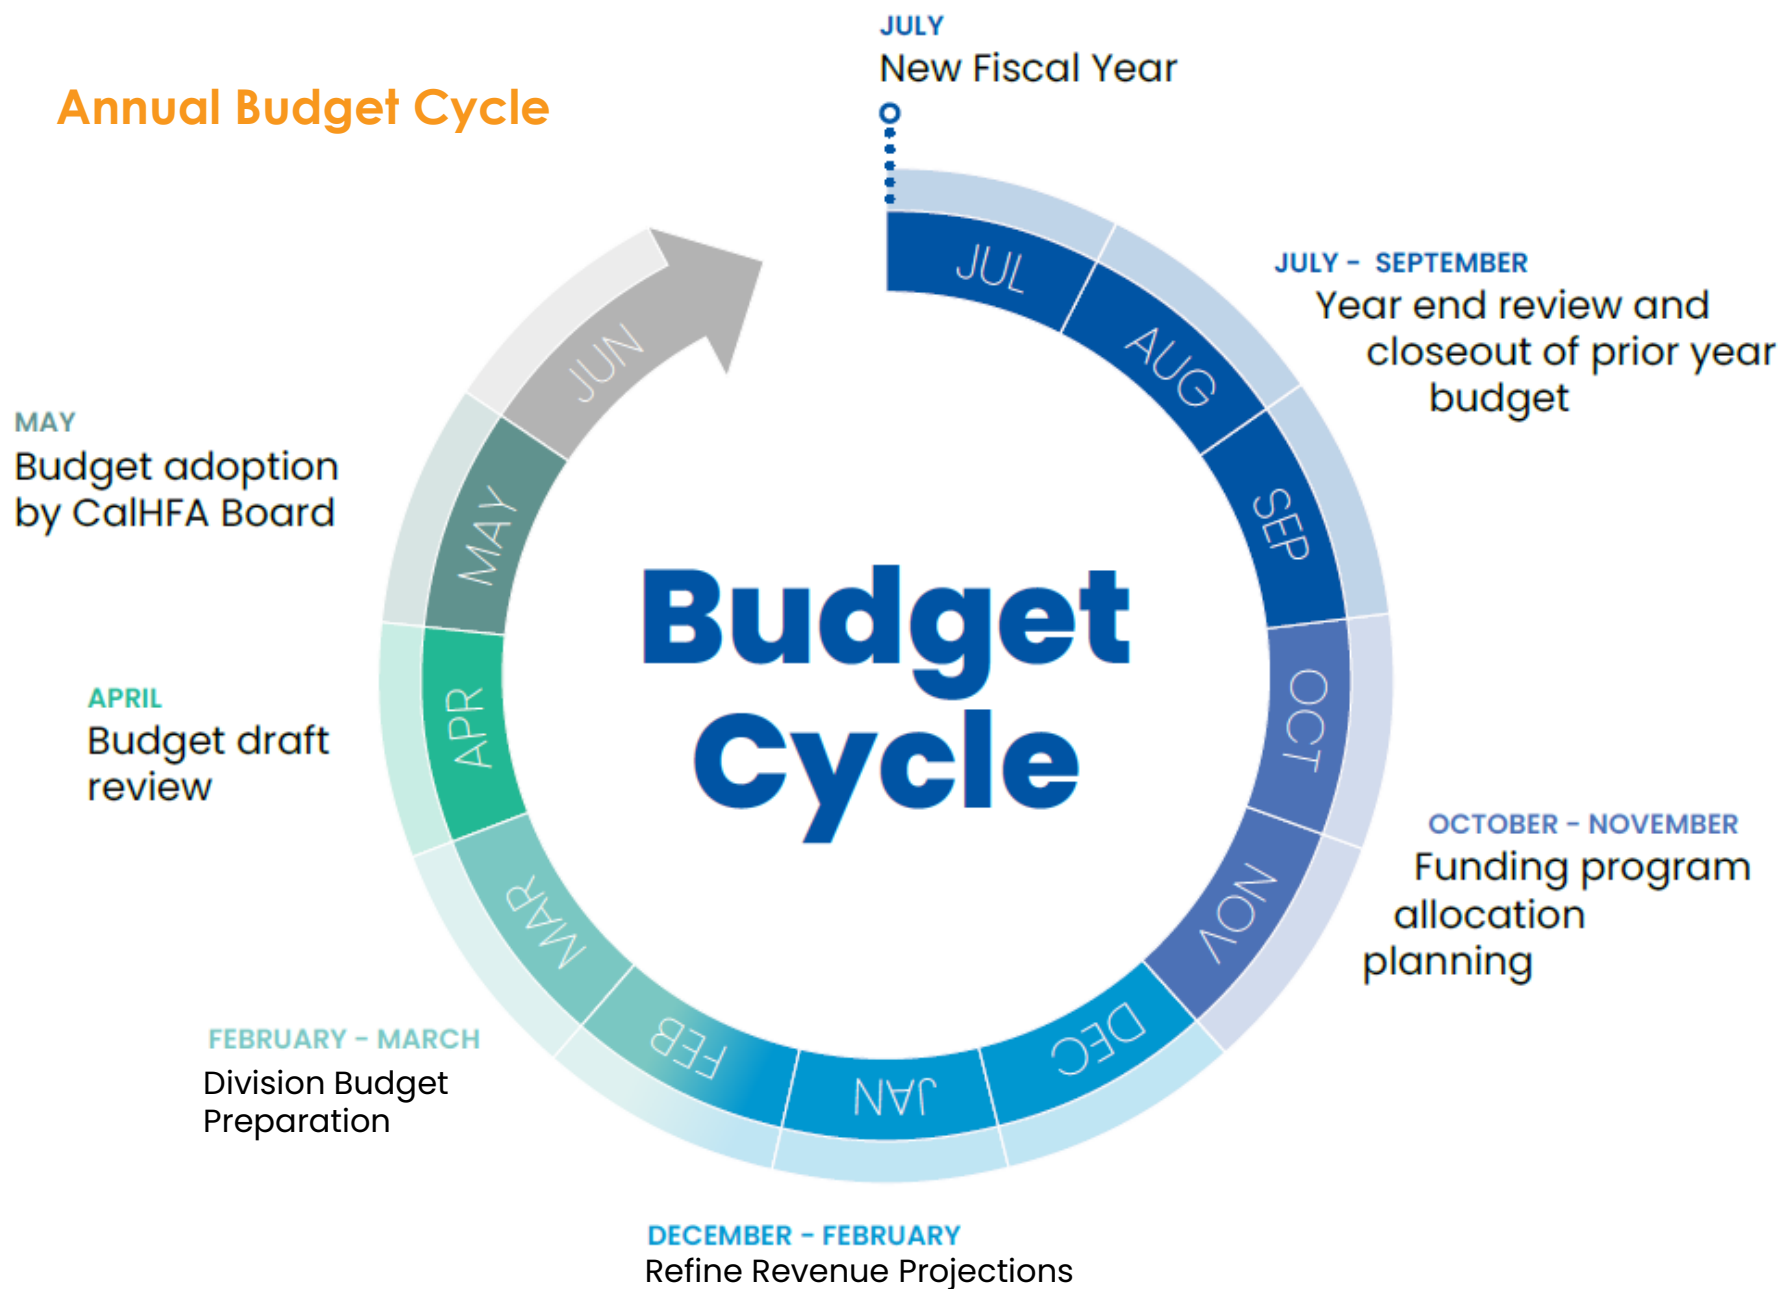 Annual Budget Cycle
JULY
New Fiscal Year
JULY - SEPTEMBER
Year end review and
closeout of prior year
budget
OCTOBER - NOVEMBER
Funding program
allocation
planning
DECEMBER - FEBRUARY
Refine Revenue Projections
FEBRUARY - MARCH
Division Budget
Preparation
APRIL
Budget draft
review
MAY
Budget adoption
by CalHFA Board
JUL
AUG
SEP
OCT
NOV
DEC
JAN
FEB
MAR
APR
MAY
JUN
Budget
Cycle